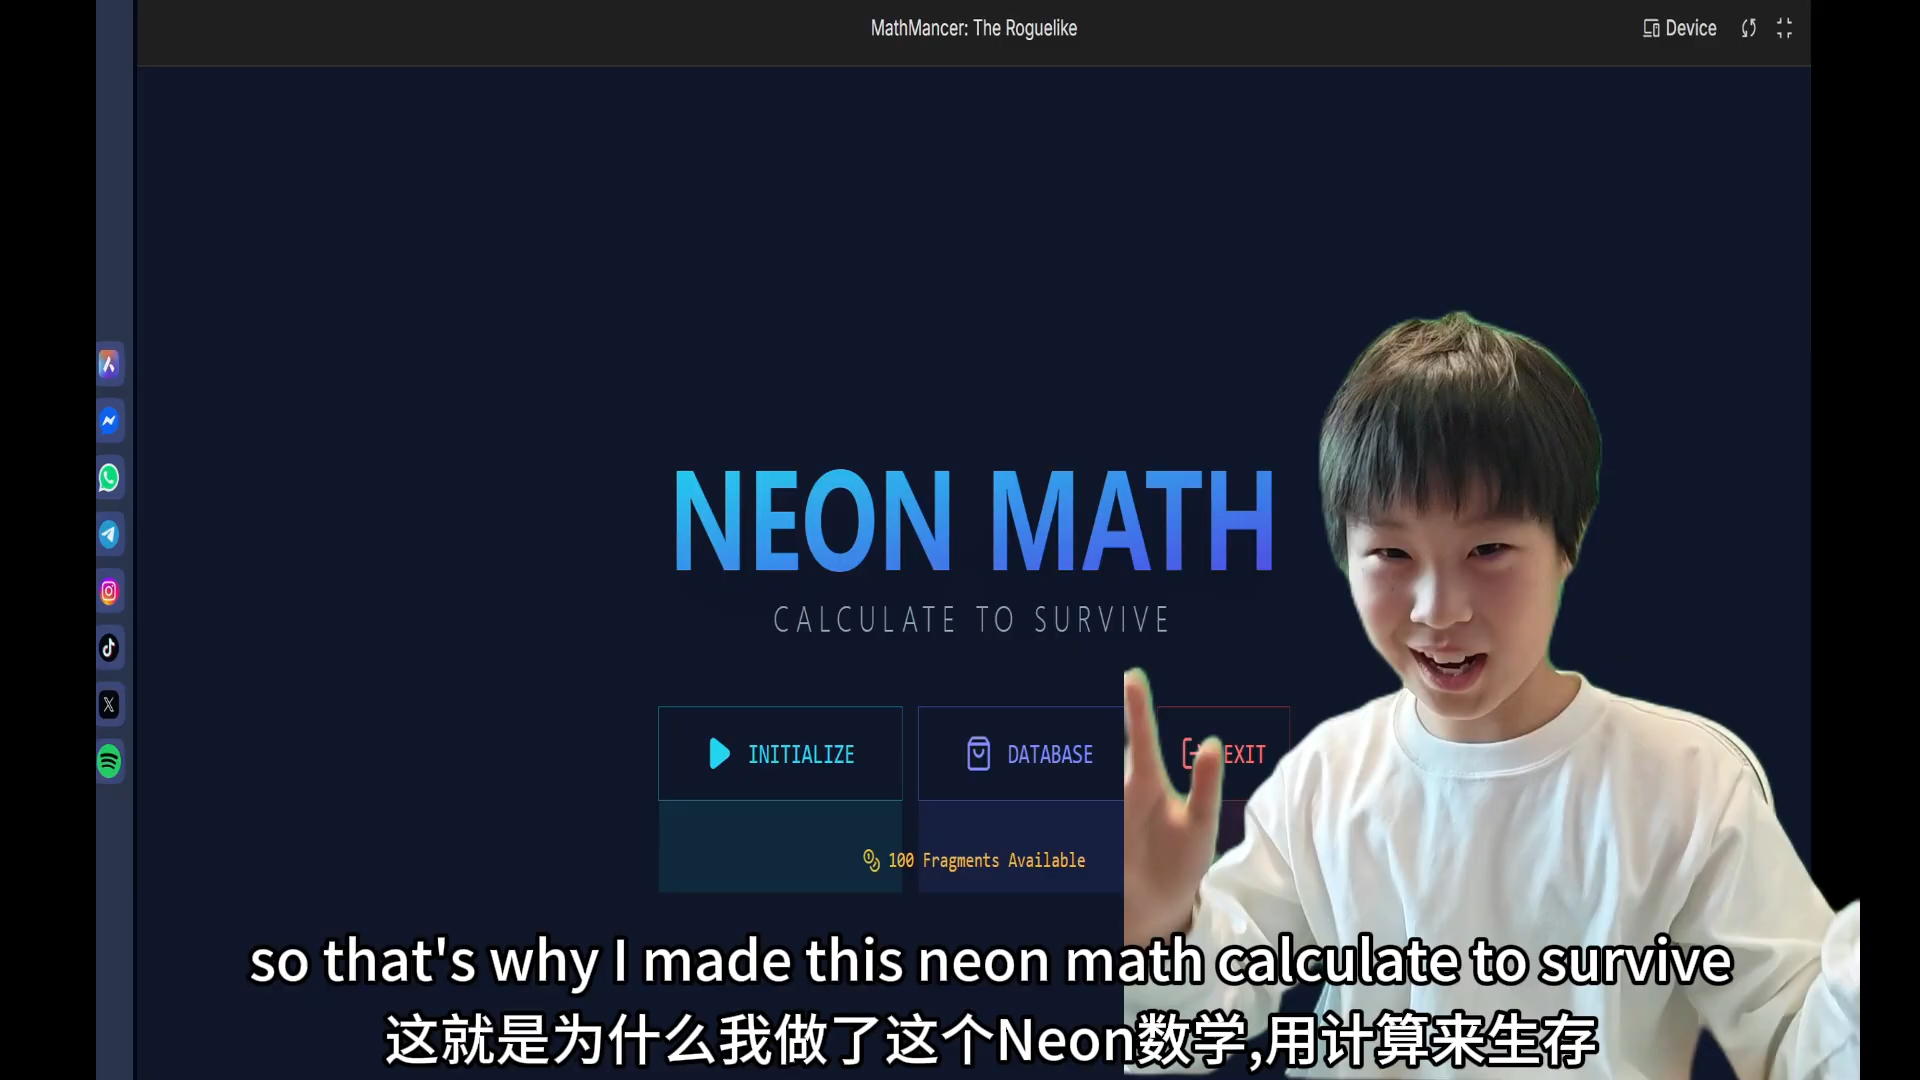 MathMancer: The Roguelike
Device
NEON MATH
CALCULATE TO SURVIVE
INITIALIZE
DATABASE
EXIT
100 Fragments Available
so that's why I made this neon math calculate to survive
这就是为什么我做了这个Neon数学,用计算来生存